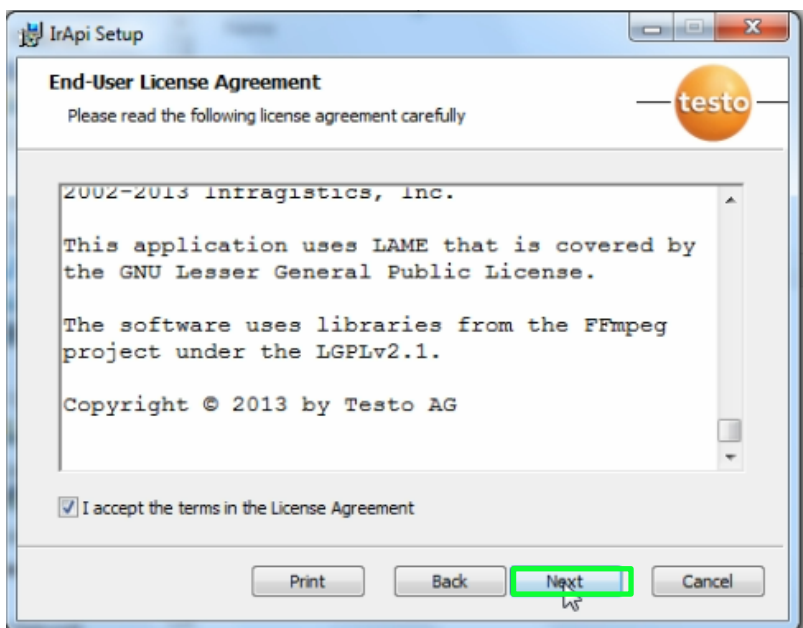 IrApi Setup
End-User License Agreement
Please read the following license agreement carefully
testo
2002-2013 Infragistics, Inc.
This application uses LAME that is covered by
the GNU Lesser General Public License.
The software uses libraries from the FFmpeg
project under the LGPLv2.1.
Copyright © 2013 by Testo AG
I accept the terms in the License Agreement
Print Back Next Cancel